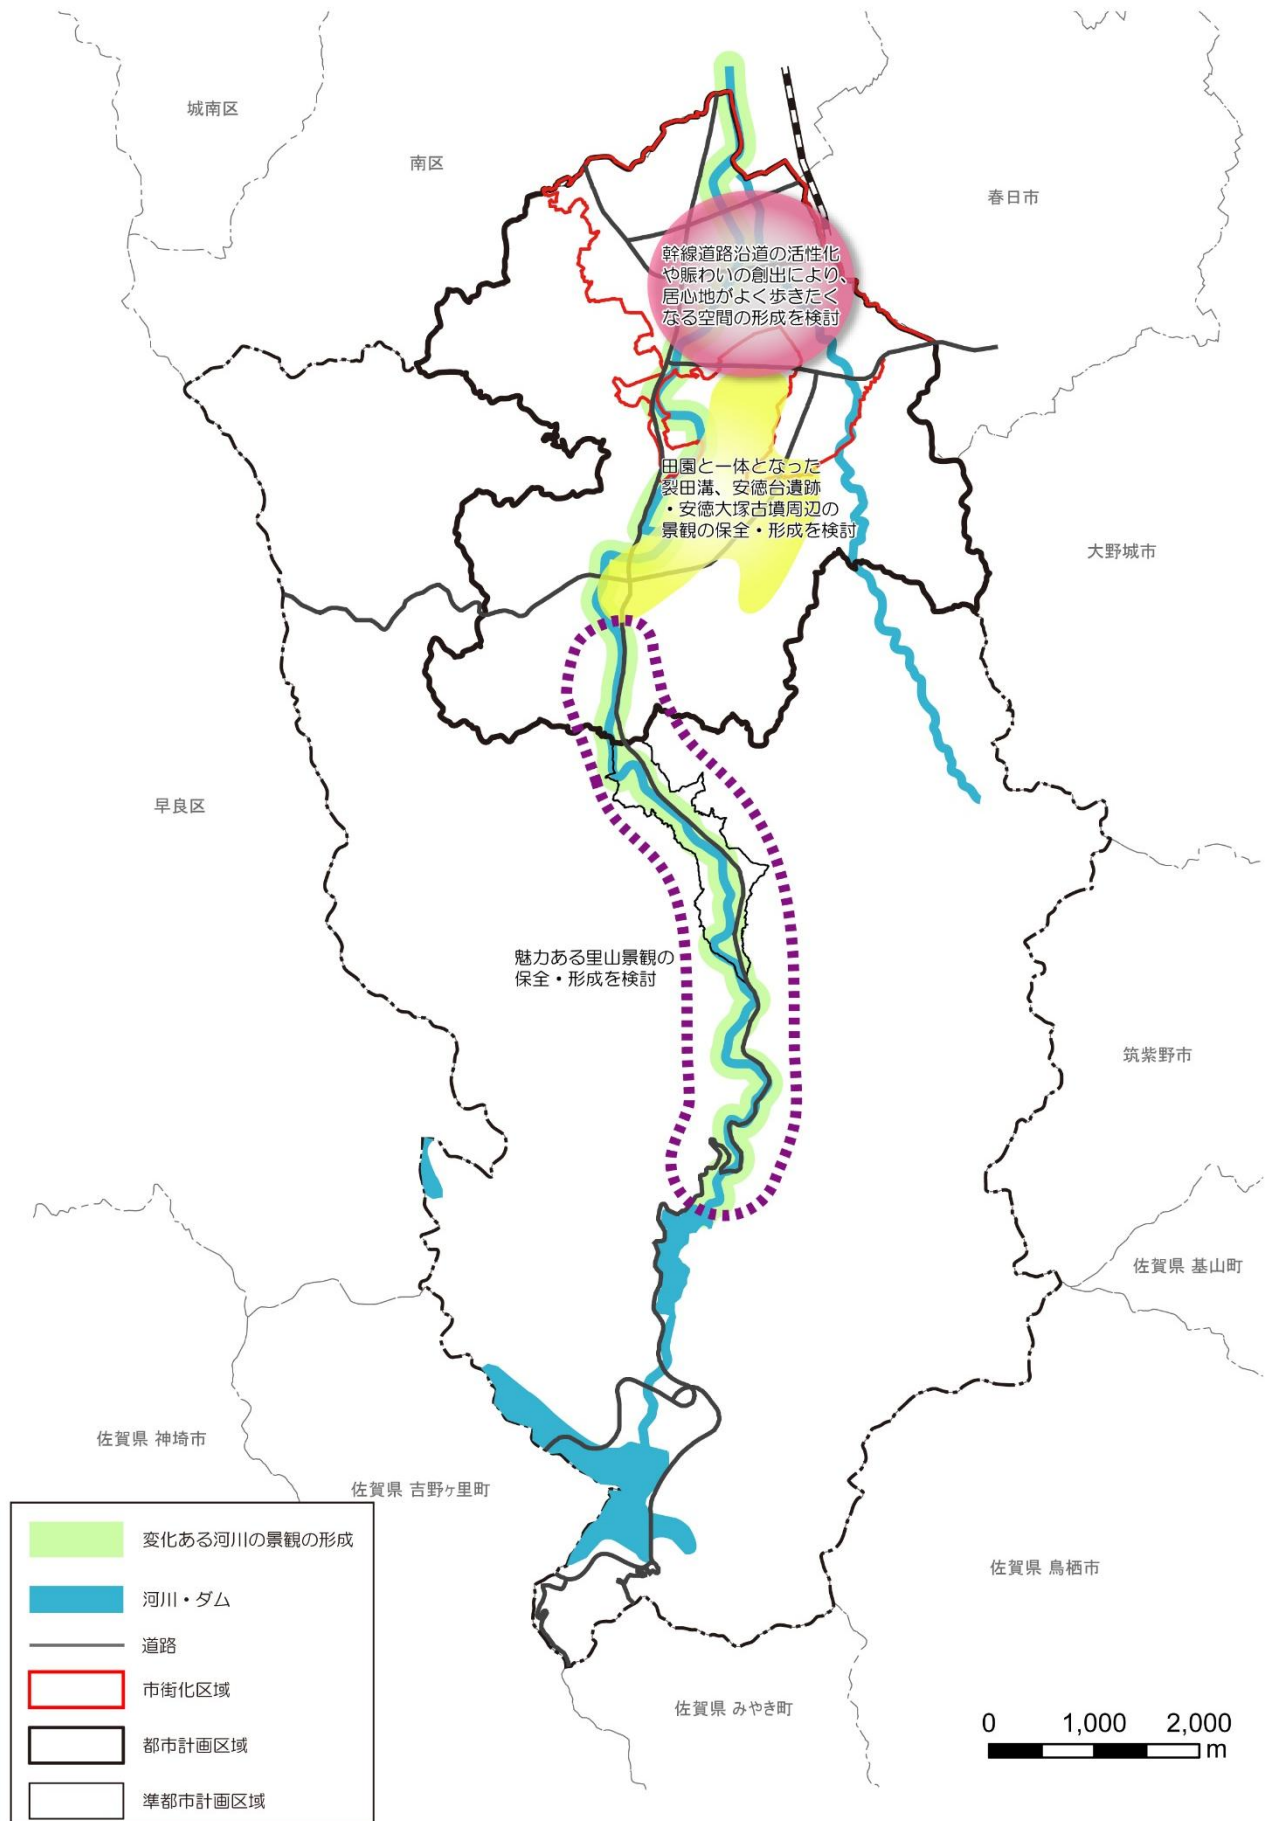 城南区
南区
春日市
幹線道路沿道の活性化
や賑わいの創出により、
居心地がよく歩きたく
なる空間の形成を検討
田園と一体となった
裂田溝、安徳台遺跡
・安徳大塚古墳周辺の
景観の保全・形成を検討
大野城市
早良区
魅力ある里山景観の
保全・形成を検討
筑紫野市
佐賀県 基山町
佐賀県 神埼市
佐賀県 吉野ヶ里町
佐賀県 鳥栖市
佐賀県 みやき町
変化ある河川の景観の形成
河川・ダム
道路
市街化区域
都市計画区域
準都市計画区域
0 1,000 2,000
m